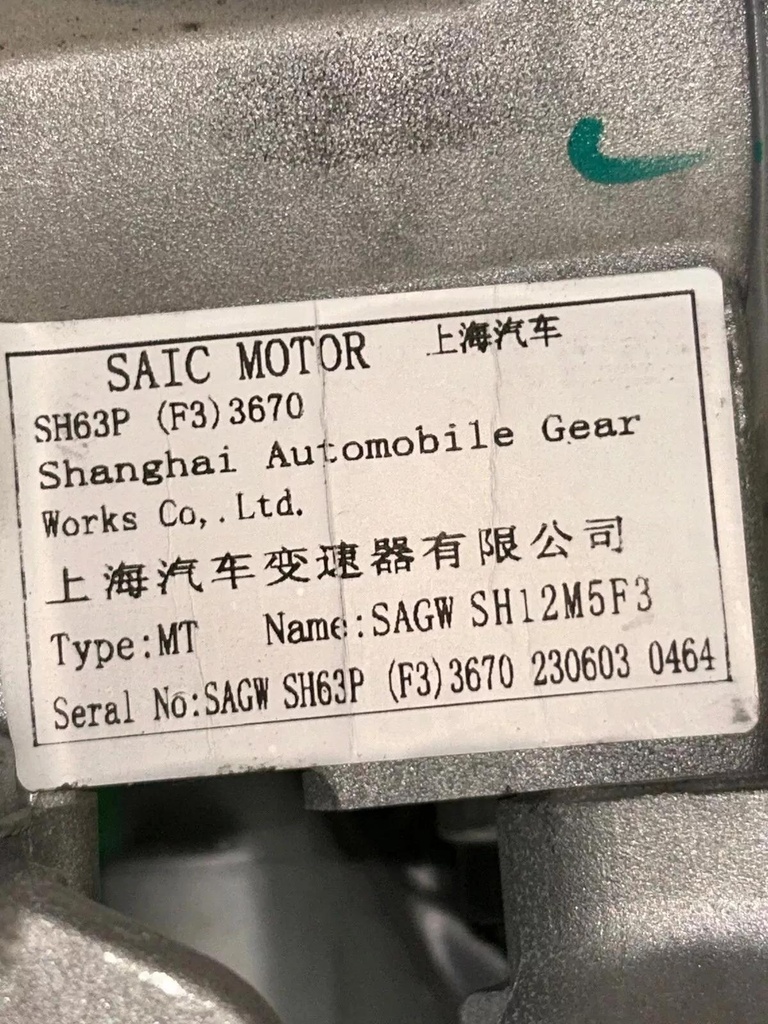 SAIC MOTOR 上海汽车
SH63P (F3)3670
Shanghai Automobile Gear
Works Co,.Ltd.
上海汽车变速器有限公司
Type:MT Name:SAGW SH12M5F3
Seral No:SAGW SH63P (F3)3670 230603 0464